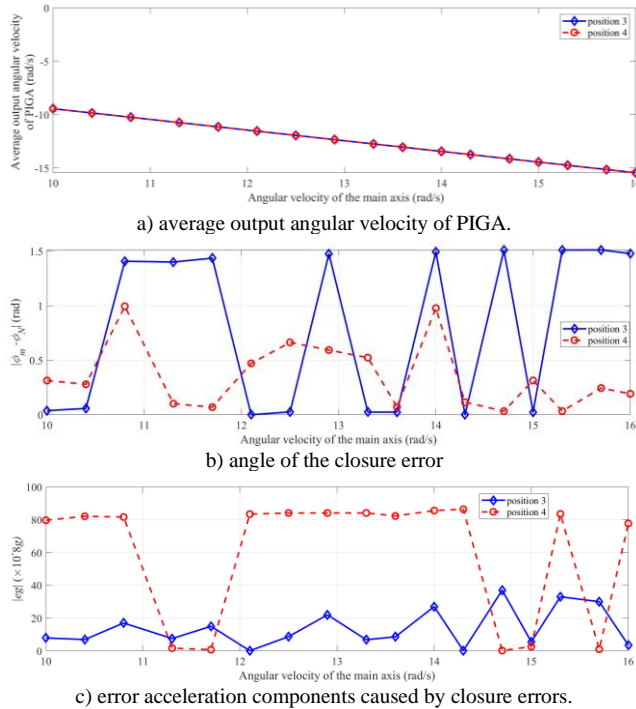 0
-5
-10
-15
Average output angular velocity
of PIGA (rad/s)
position 3
position 4
10
11
12
13
14
15
16
Angular velocity of the main axis (rad/s)
a) average output angular velocity of PIGA.
1.5
1
0.5
0
|ϕm -ϕλ| (rad)
position 3
position 4
10
11
12
13
14
15
16
Angular velocity of the main axis (rad/s)
b) angle of the closure error
100
80
60
40
20
0
|eg| (×10-8g)
position 3
position 4
10
11
12
13
14
15
16
Angular velocity of the main axis (rad/s)
c) error acceleration components caused by closure errors.